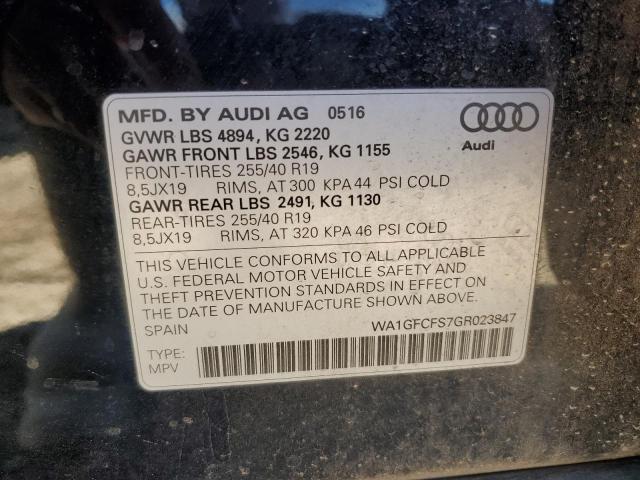 MFD. BY AUDI AG 0516
GVWR LBS 4894, KG 2220
GAWR FRONT LBS 2546, KG 1155
FRONT-TIRES 255/40 R19
8,5JX19 RIMS, AT 300 KPA 44 PSI COLD
GAWR REAR LBS 2491, KG 1130
REAR-TIRES 255/40 R19
8,5JX19 RIMS, AT 320 KPA 46 PSI COLD
Audi
THIS VEHICLE CONFORMS TO ALL APPLICABLE
U.S. FEDERAL MOTOR VEHICLE SAFETY AND
THEFT PREVENTION STANDARDS IN EFFECT ON
THE DATE OF MANUFACTURE SHOWN ABOVE.
SPAIN WA1GFCFS7GR023847
TYPE:
MPV